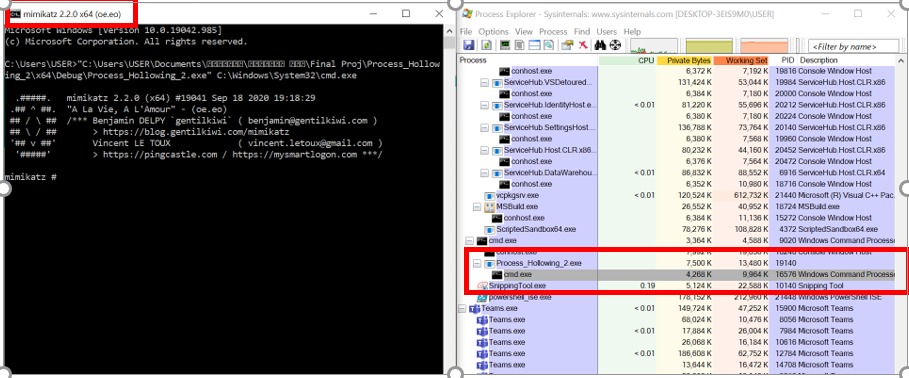 mimikatz 2.2.0 x64 (oe.eo)
Microsoft Windows [Version 10.0.19042.985]
(c) Microsoft Corporation. All rights reserved.
C:\Users\USER>"C:\Users\USER\Documents\ \Final Proj\Process_Hollow
ing_2\x64\Debug\Process_Hollowing_2.exe" C:\Windows\System32\cmd.exe
.#####. mimikatz 2.2.0 (x64) #19041 Sep 18 2020 19:18:29
.## ^ ##. "A La Vie, A L'Amour" - (oe.eo)
## / \ ## /*** Benjamin DELPY `gentilkiwi` ( benjamin@gentilkiwi.com )
## \ / ## > https://blog.gentilkiwi.com/mimikatz
'## v ##' Vincent LE TOUX ( vincent.letoux@gmail.com )
'#####' > https://pingcastle.com / https://mysmartlogon.com ***/
mimikatz #
Process Explorer - Sysinternals: www.sysinternals.com [DESKTOP-3EIS9M0\USER]
File Options View Process Find Users Help
<Filter by name>
Process CPU Private Bytes Working Set PID Description
conhost.exe 6,372 K 7,192 K 19816 Console Window Host
ServiceHub.VSDetoured... 131,424 K 53,044 K 19844 ServiceHub.Host.CLR.x86
conhost.exe 6,384 K 7,180 K 20000 Console Window Host
ServiceHub.IdentityHost.e... < 0.01 81,220 K 55,696 K 20212 ServiceHub.Host.CLR.x86
conhost.exe 6,380 K 7,180 K 20224 Console Window Host
ServiceHub.SettingsHost... 136,788 K 73,764 K 20140 ServiceHub.Host.CLR.x86
conhost.exe 6,380 K 7,568 K 19960 Console Window Host
ServiceHub.Host.CLR.x86... 80,232 K 44,160 K 20452 ServiceHub.Host.CLR.x86
conhost.exe 6,376 K 7,564 K 20472 Console Window Host
ServiceHub.DataWarehou... < 0.01 86,832 K 88,552 K 6916 ServiceHub.Host.CLR.x86
conhost.exe 6,352 K 10,980 K 18716 Console Window Host
vcpkgsrv.exe < 0.01 120,524 K 612,732 K 21440 Microsoft (R) Visual C++ Pac...
MSBuild.exe 26,552 K 40,952 K 18724 MSBuild.exe
conhost.exe 6,384 K 11,136 K 15272 Console Window Host
ScriptedSandbox64.exe 78,276 K 108,828 K 4372 ScriptedSandbox64.exe
cmd.exe 3,364 K 4,588 K 9020 Windows Command Processo
conhost.exe Console Window Host
Process_Hollowing_2.exe 7,500 K 13,480 K 19140
cmd.exe 4,268 K 9,964 K 16576 Windows Command Processo
SnippingTool.exe 0.19 5,124 K 22,588 K 10140 Snipping Tool
powershell_ise.exe 178,152 K 212,960 K 21448 Windows PowerShell ISE
Teams.exe < 0.01 149,724 K 47,252 K 15900 Microsoft Teams
Teams.exe 68,024 K 10,476 K 8056 Microsoft Teams
Teams.exe < 0.01 17,884 K 26,004 K 7984 Microsoft Teams
Teams.exe 26,068 K 16,184 K 10616 Microsoft Teams
Teams.exe < 0.01 186,608 K 62,752 K 12784 Microsoft Teams
Teams.exe 13,644 K 16,472 K 14708 Microsoft Teams